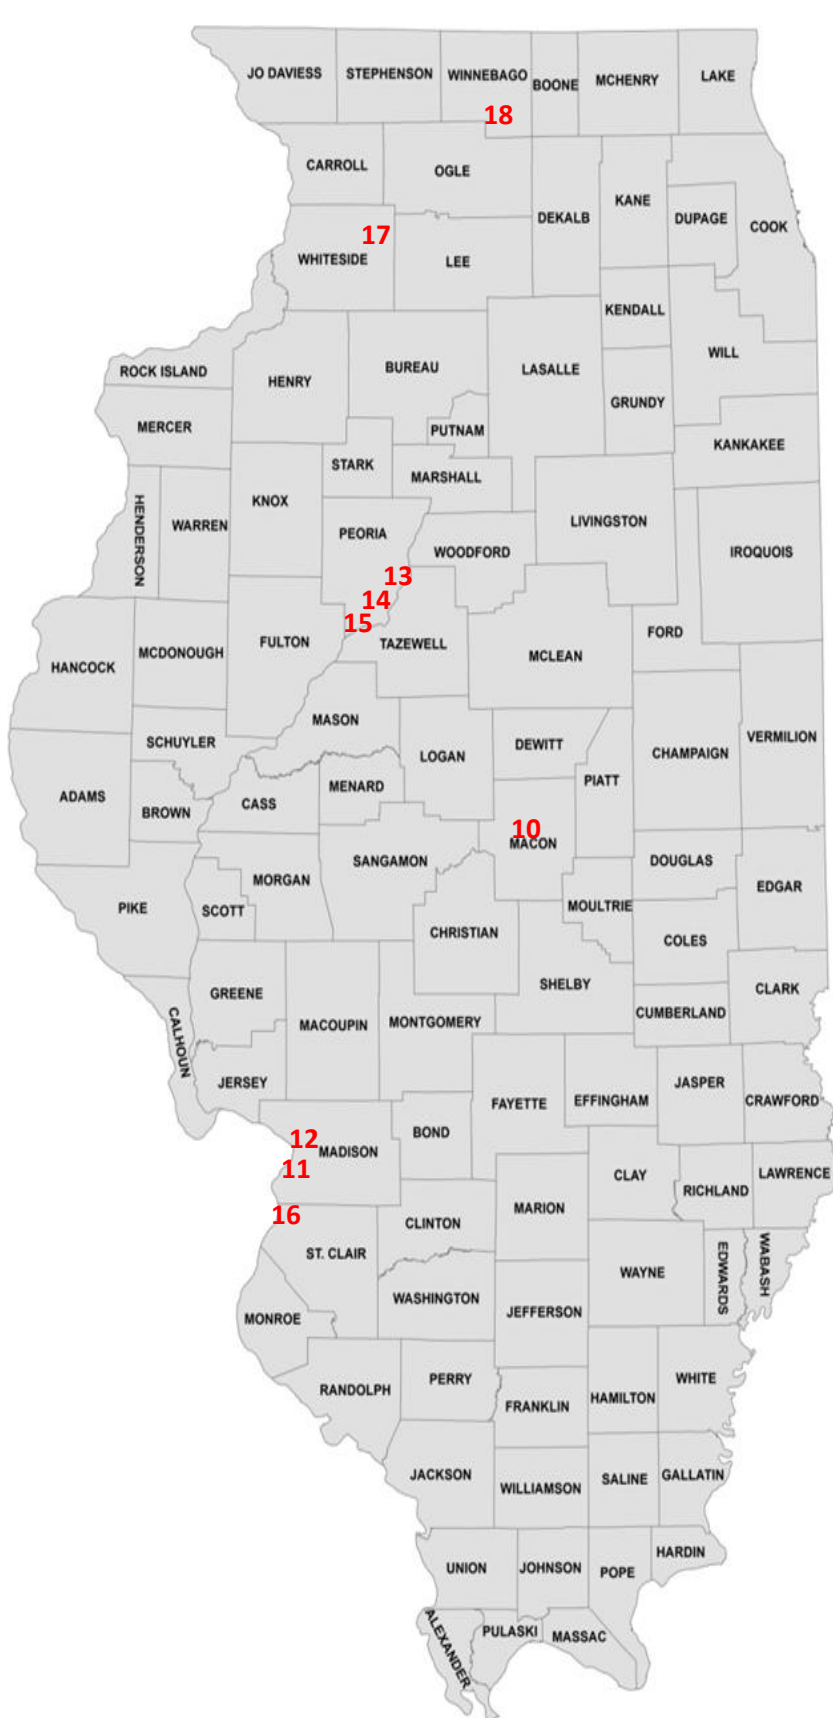 JO DAVIESS
STEPHENSON
WINNEBAGO
BOONE
MCHENRY
LAKE
18
CARROLL
OGLE
DEKALB
KANE
DUPAGE
COOK
17
WHITESIDE
LEE
KENDALL
ROCK ISLAND
HENRY
BUREAU
LASALLE
WILL
GRUNDY
MERCER
PUTNAM
KANKAKEE
STARK
MARSHALL
HENDERSON
WARREN
KNOX
PEORIA
WOODFORD
LIVINGSTON
IROQUOIS
13
14
15
HANCOCK
MCDONOUGH
FULTON
TAZEWELL
MCLEAN
FORD
MASON
SCHUYLER
LOGAN
DEWITT
CHAMPAIGN
VERMILION
ADAMS
BROWN
CASS
MENARD
PIATT
10
MACON
PIKE
SCOTT
MORGAN
SANGAMON
DOUGLAS
EDGAR
MOULTRIE
CHRISTIAN
COLES
CALHOUN
GREENE
MACOUPIN
MONTGOMERY
SHELBY
CUMBERLAND
CLARK
JERSEY
FAYETTE
EFFINGHAM
JASPER
CRAWFORD
12
MADISON
BOND
11
CLAY
RICHLAND
LAWRENCE
16
ST. CLAIR
CLINTON
MARION
WAYNE
EDWARDS
WABASH
MONROE
WASHINGTON
JEFFERSON
RANDOLPH
PERRY
FRANKLIN
HAMILTON
WHITE
JACKSON
WILLIAMSON
SALINE
GALLATIN
UNION
JOHNSON
POPE
HARDIN
ALEXANDER
PULASKI
MASSAC